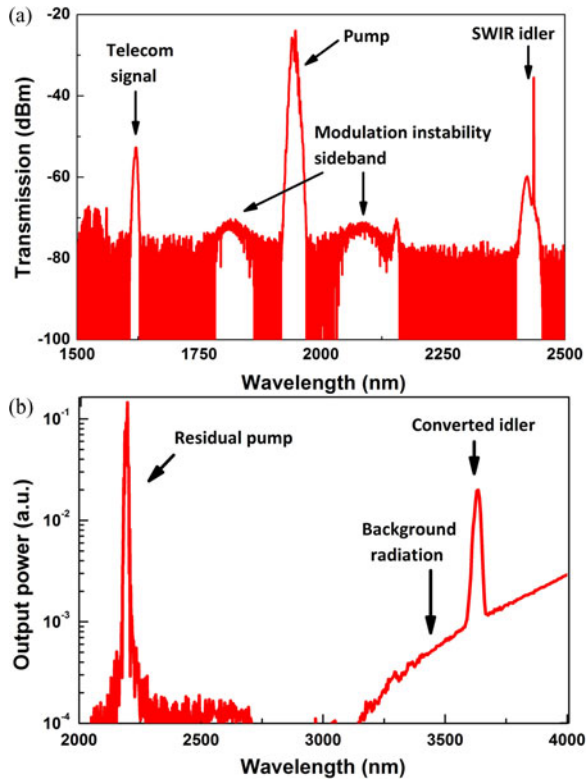 (a)
-20
-40
-60
-80
-100
Transmission (dBm)
Telecom
signal
Pump
SWIR idler
Modulation instability
sideband
1500 1750 2000 2250 2500
Wavelength (nm)
(b)
10⁻¹
10⁻²
10⁻³
10⁻⁴
Output power (a.u.)
Residual pump
Converted idler
Background
radiation
2000 2500 3000 3500 4000
Wavelength (nm)